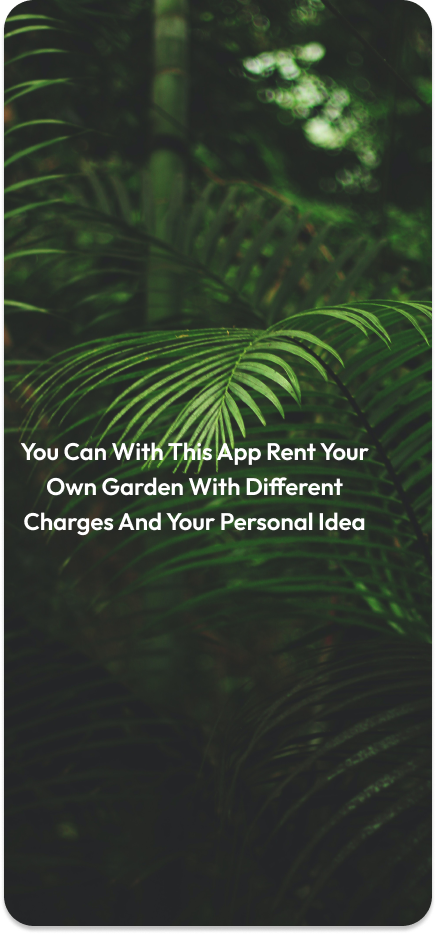 You Can With This App Rent Your
Own Garden With Different
Charges And Your Personal Idea